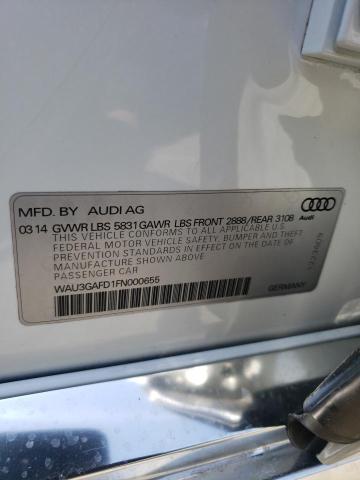 MFD. BY AUDI AG
03 14 GVWR LBS 5831 GAWR LBS FRONT 2888/REAR 3108
Audi
THIS VEHICLE CONFORMS TO ALL APPLICABLE
FEDERAL MOTOR VEHICLE SAFETY, BUMPER AND THEFT
PREVENTION STANDARDS IN EFFECT ON THE DATE OF
MANUFACTURE SHOWN ABOVE.
PASSENGER CAR
WAU3GAFD1FN000655
GERMANY